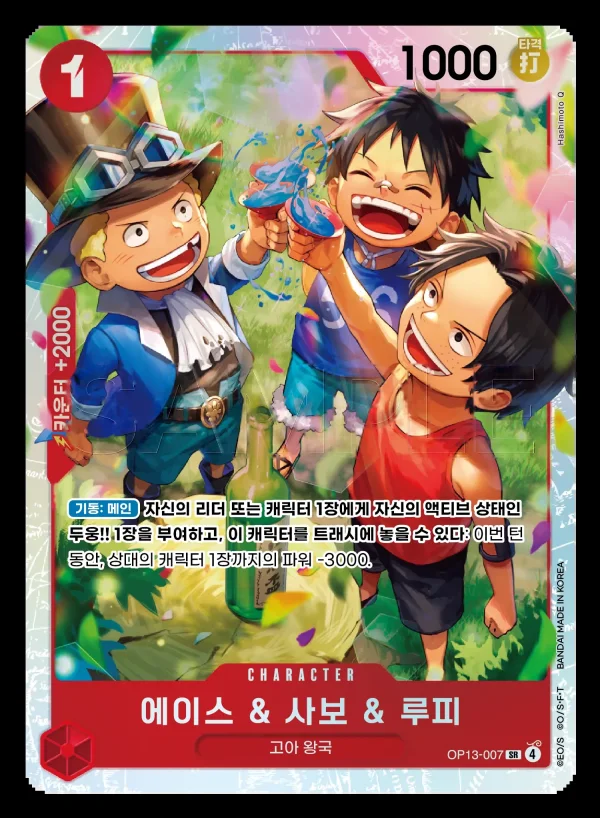 1
1000
타격
打
Hashimoto Q
카운터 +2000
SAMPLE
기동: 메인 자신의 리더 또는 캐릭터 1장에게 자신의 액티브 상태인
두웅!! 1장을 부여하고, 이 캐릭터를 트래시에 놓을 수 있다: 이번 턴
동안, 상대의 캐릭터 1장까지의 파워 -3000.
CHARACTER
에이스 & 사보 & 루피
고아 왕국
OP13-007 SR 4
©EO/S ©O/S·F·T BANDAI MADE IN KOREA